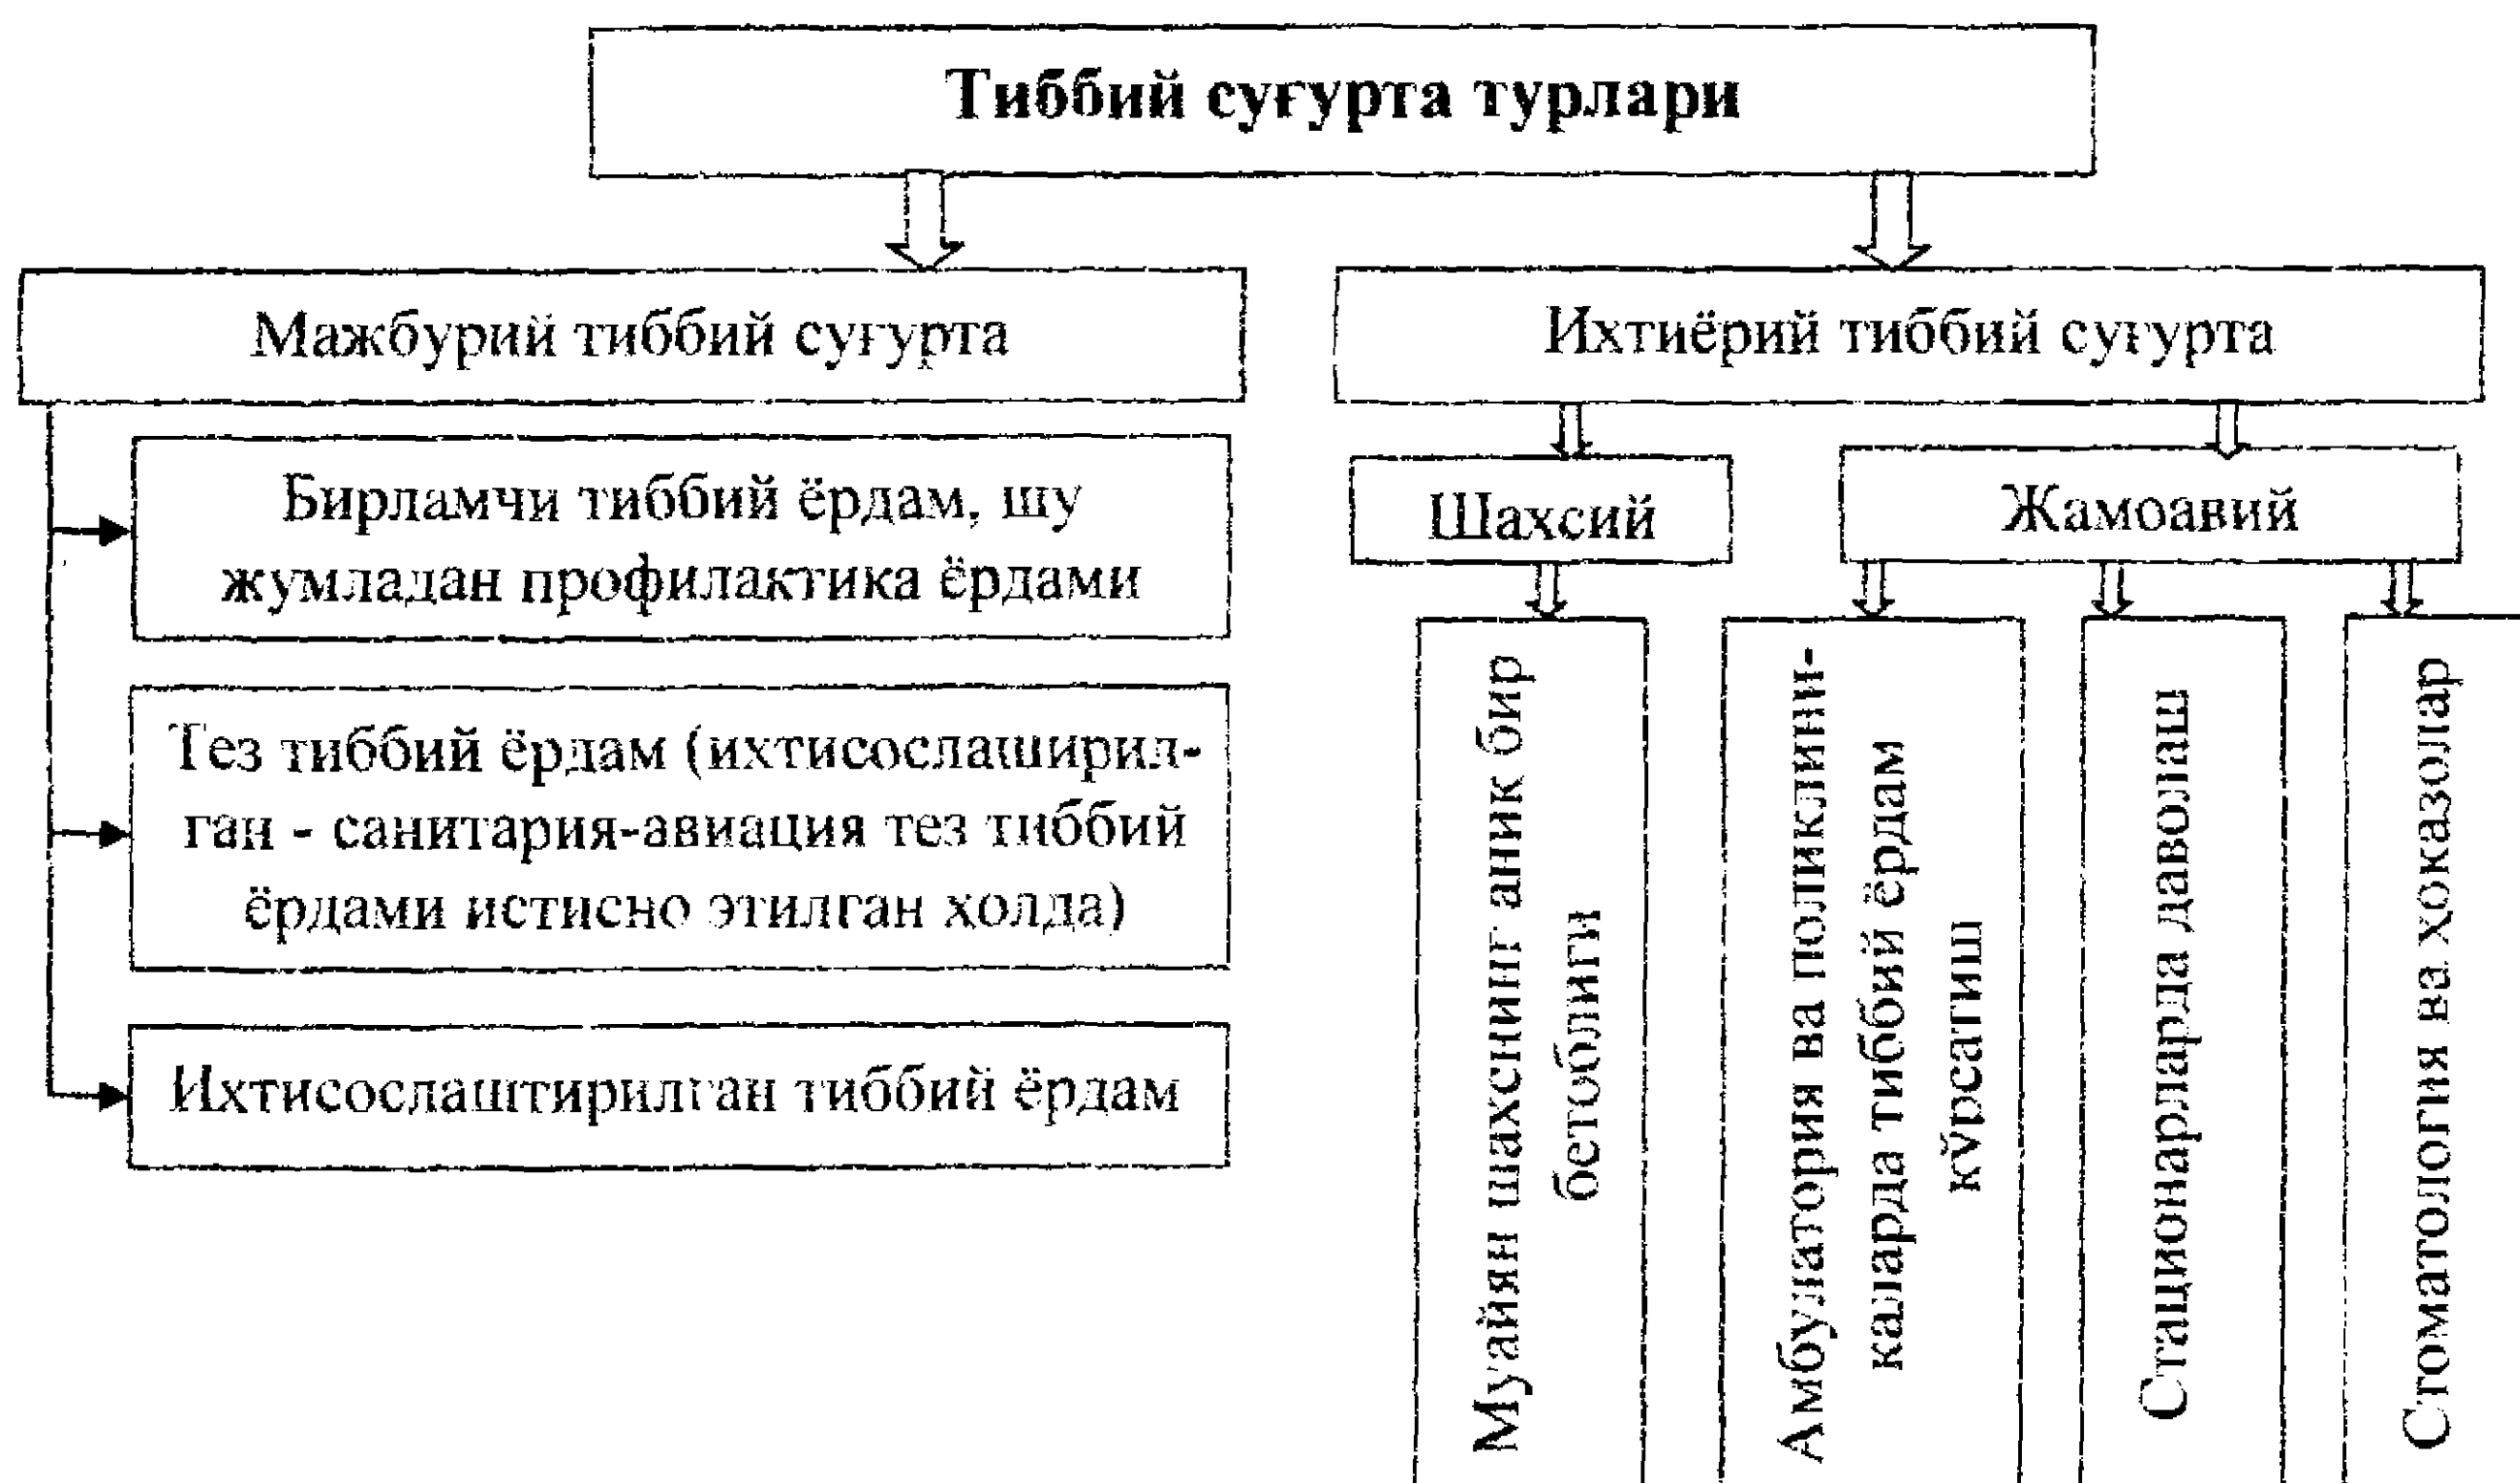 Тиббий суғурта турлари
Мажбурий тиббий суғурта
Ихтиёрий тиббий суғурта
Бирламчи тиббий ёрдам, шу
жумладан профилактика ёрдами
Тез тиббий ёрдам (ихтисослаширил-
ган - санитария-авиация тез тиббий
ёрдами истисно этилган холда)
Ихтисослаштирилган тиббий ёрдам
Шахсий
Жамоавий
Муайян шахснинг аник бир
бетоблиги
Амбулатория ва поликлини-
каларда тиббий ёрдам
кўрсатиш
Стационарларда даволаш
Стоматология ва хоказолар